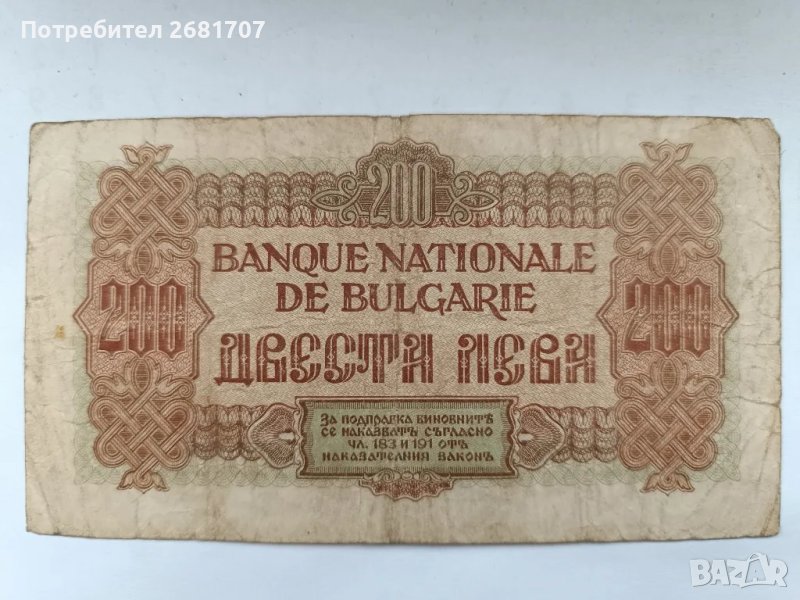 Потребител 2681707
200
BANQUE NATIONALE
DE BULGARIE
200 200
ДВЕСТА ЛЕВА
ЗА ПОДПРАВКА ВИНОВНИТѢ
СЕ НАКАЗВАТЪ СЪГЛАСНО
ЧЛ. 183 И 191 ОТЪ
НАКАЗАТЕЛНИЯ ЗАКОНЪ
BAZAR